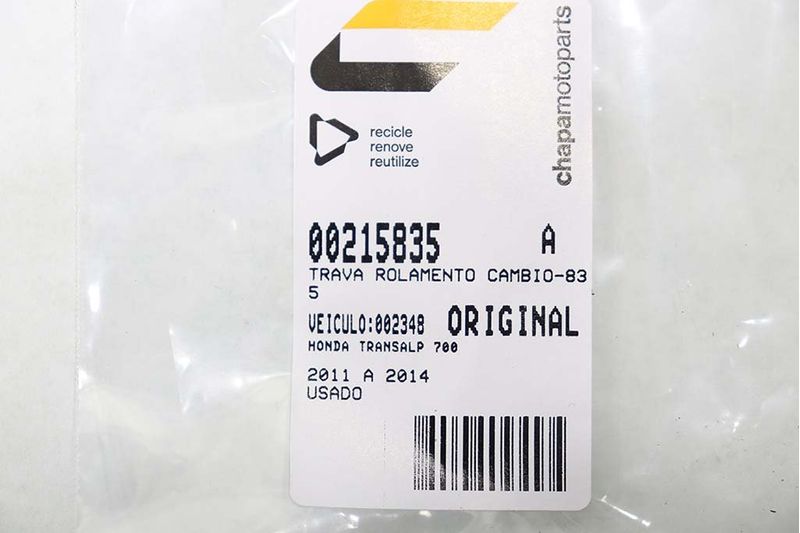 chapamotoparts
recicle
renove
reutilize
00215835 A
TRAVA ROLAMENTO CAMBIO-83
5
VEICULO:002348 ORIGINAL
HONDA TRANSALP 700
2011 A 2014
USADO